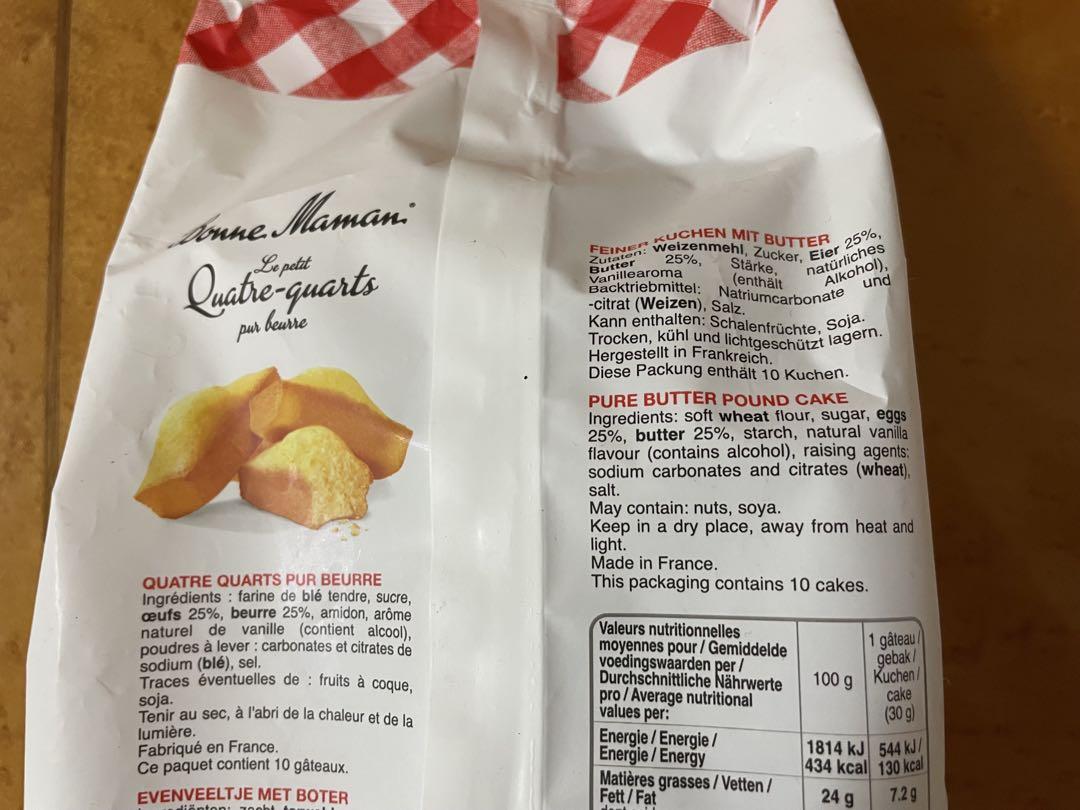 Bonne Maman
Le petit
Quatre-quarts
pur beurre
QUATRE QUARTS PUR BEURRE
Ingrédients : farine de blé tendre, sucre,
œufs 25%, beurre 25%, amidon, arôme
naturel de vanille (contient alcool),
poudres à lever : carbonates et citrates de
sodium (blé), sel.
Traces éventuelles de : fruits à coque,
soja.
Tenir au sec, à l'abri de la chaleur et de la
lumière.
Fabriqué en France.
Ce paquet contient 10 gâteaux.
EVENVEELTJE MET BOTER
FEINER KUCHEN MIT BUTTER
Zutaten: Weizenmehl, Zucker, Eier 25%,
Butter 25%, Stärke, natürliches
Vanillearoma (enthält Alkohol),
Backtriebmittel: Natriumcarbonate und
-citrat (Weizen), Salz.
Kann enthalten: Schalenfrüchte, Soja.
Trocken, kühl und lichtgeschützt lagern.
Hergestellt in Frankreich.
Diese Packung enthält 10 Kuchen.
PURE BUTTER POUND CAKE
Ingredients: soft wheat flour, sugar, eggs
25%, butter 25%, starch, natural vanilla
flavour (contains alcohol), raising agents:
sodium carbonates and citrates (wheat),
salt.
May contain: nuts, soya.
Keep in a dry place, away from heat and
light.
Made in France.
This packaging contains 10 cakes.
Valeurs nutritionnelles
moyennes pour / Gemiddelde
voedingswaarden per /
Durchschnittliche Nährwerte
pro / Average nutritional
values per:
100 g
1 gâteau /
gebak /
Kuchen /
cake
(30 g)
Energie / Energie /
Energie / Energy
1814 kJ 544 kJ /
434 kcal 130 kcal
Matières grasses / Vetten /
Fett / Fat
24 g 7.2 g